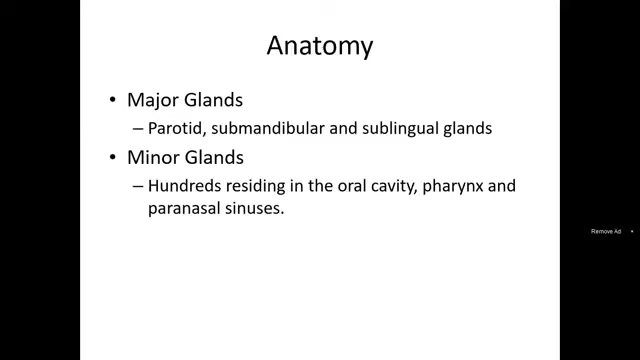 Anatomy
• Major Glands
– Parotid, submandibular and sublingual glands
• Minor Glands
– Hundreds residing in the oral cavity, pharynx and
paranasal sinuses.
Remove Ad